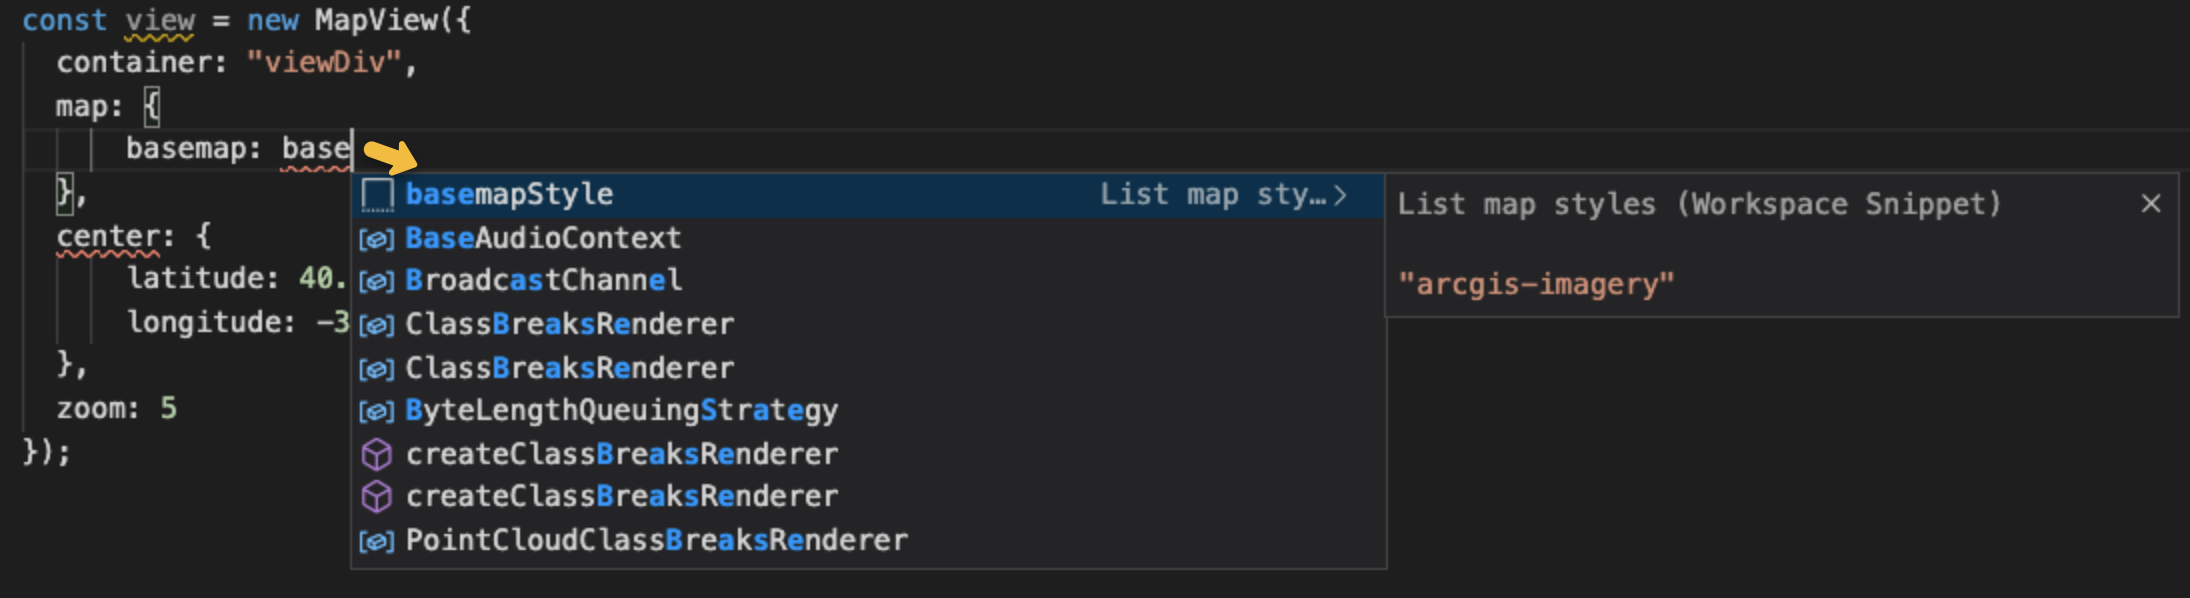 const view = new MapView({
container: "viewDiv",
map: {
basemap: base
},
center: {
latitude: 40.
longitude: -3
},
zoom: 5
});
basemapStyle List map sty…
BaseAudioContext
BroadcastChannel
ClassBreaksRenderer
ClassBreaksRenderer
ByteLengthQueuingStrategy
createClassBreaksRenderer
createClassBreaksRenderer
PointCloudClassBreaksRenderer
List map styles (Workspace Snippet)
"arcgis-imagery"